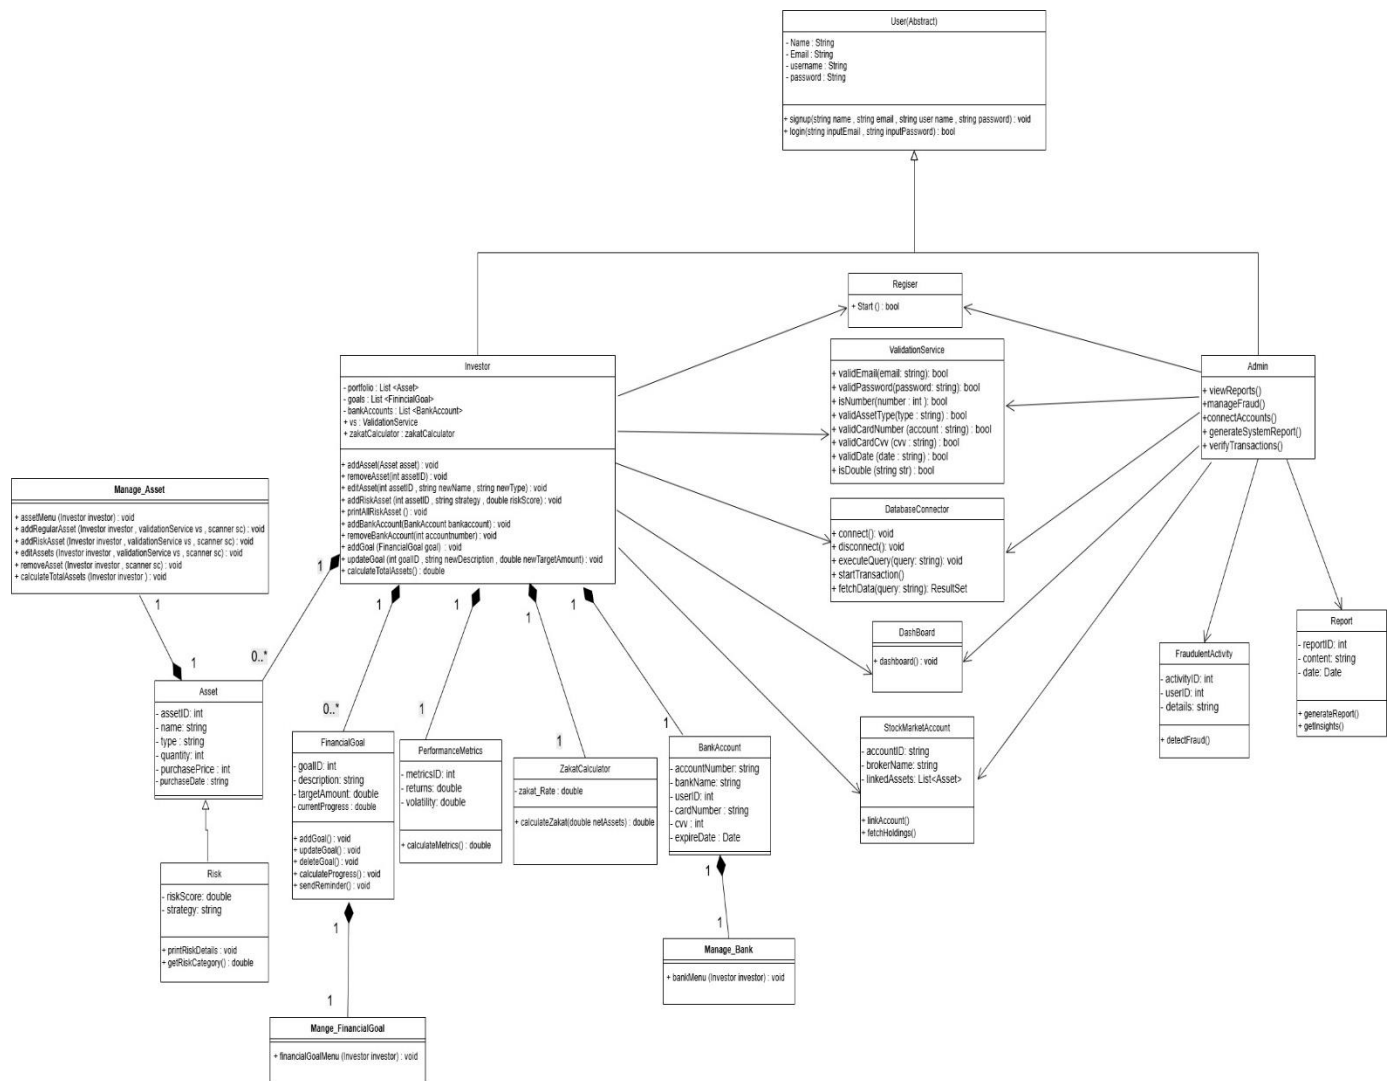 User(Abstract)
- Name : String
- Email : String
- username : String
- password : String
+ signup(string name , string email , string user name , string password) : void
+ login(string inputEmail , string inputPassword) : bool
Regiser
+ Start () : bool
ValidationService
+ validEmail(email: string): bool
+ validPassword(password: string): bool
+ isNumber(number : int ): bool
+ validAssetType(type : string) : bool
+ validCardNumber (account : string) : bool
+ validCardCvv (cvv : string) : bool
+ validDate (date : string) : bool
+ isDouble (string str) : bool
Investor
- portfolio : List <Asset>
- goals : List <FinincialGoal>
- bankAccounts : List <BankAccount>
+ vs : ValidationService
+ zakatCalculator : zakatCalculator
+ addAsset(Asset asset) : void
+ removeAsset(int assetID) : void
+ editAsset(int assetID , string newName , string newType) : void
+ addRiskAsset (int assetID , string strategy , double riskScore) : void
+ printAllRiskAsset () : void
+ addBankAccount(BankAccount bankaccount) : void
+ removeBankAccount(int accountnumber) : void
+ addGoal (FinancialGoal goal) : void
+ updateGoal (int goalID , string newDescription , double newTargetAmount) : void
+ calculateTotalAssets() : double
Admin
+ viewReports()
+manageFraud()
+connectAccounts()
+ generateSystemReport()
+ verifyTransactions()
Manage_Asset
+ assetMenu (Investor investor) : void
+ addRegularAsset (Investor investor , validationService vs , scanner sc) : void
+ addRiskAsset (Investor investor , validationService vs , scanner sc) : void
+ editAssets (Investor investor , validationService vs , scanner sc) : void
+ removeAsset (Investor investor , scanner sc) : void
+ calculateTotalAssets (Investor investor ) : void
DatabaseConnector
+ connect(): void
+ disconnect(): void
+ executeQuery(query: string): void
+ startTransaction()
+ fetchData(query: string): ResultSet
DashBoard
+ dashboard() : void
FraudulentActivity
- activityID: int
- userID: int
- details: string
+ detectFraud()
Report
- reportID: int
- content: string
- date: Date
+ generateReport()
+ getInsights()
1
1
1
1
1
1
1
1
0..*
0..*
1
1
1
Asset
- assetID: int
- name: string
- type : string
- quantity: int
- purchasePrice : int
- purchaseDate : string
FinancialGoal
- goalID: int
- description: string
- targetAmount: double
- currentProgress : double
+ addGoal() : void
+ updateGoal() : void
+ deleteGoal() : void
+ calculateProgress() : void
+ sendReminder() : void
PerformanceMetrics
- metricsID: int
- returns: double
- volatility: double
+ calculateMetrics() : double
ZakatCalculator
- zakat_Rate : double
+ calculateZakat(double netAssets) : double
BankAccount
- accountNumber: string
- bankName: string
- userID: int
- cardNumber : string
- cvv : int
- expireDate : Date
StockMarketAccount
- accountID: string
- brokerName: string
- linkedAssets: List<Asset>
+ linkAccount()
+ fetchHoldings()
Risk
- riskScore: double
- strategy: string
+ printRiskDetails : void
+ getRiskCategory() : double
1
1
1
1
Manage_Bank
+ bankMenu (Investor investor) : void
Mange_FinancialGoal
+ financialGoalMenu (Investor investor) : void